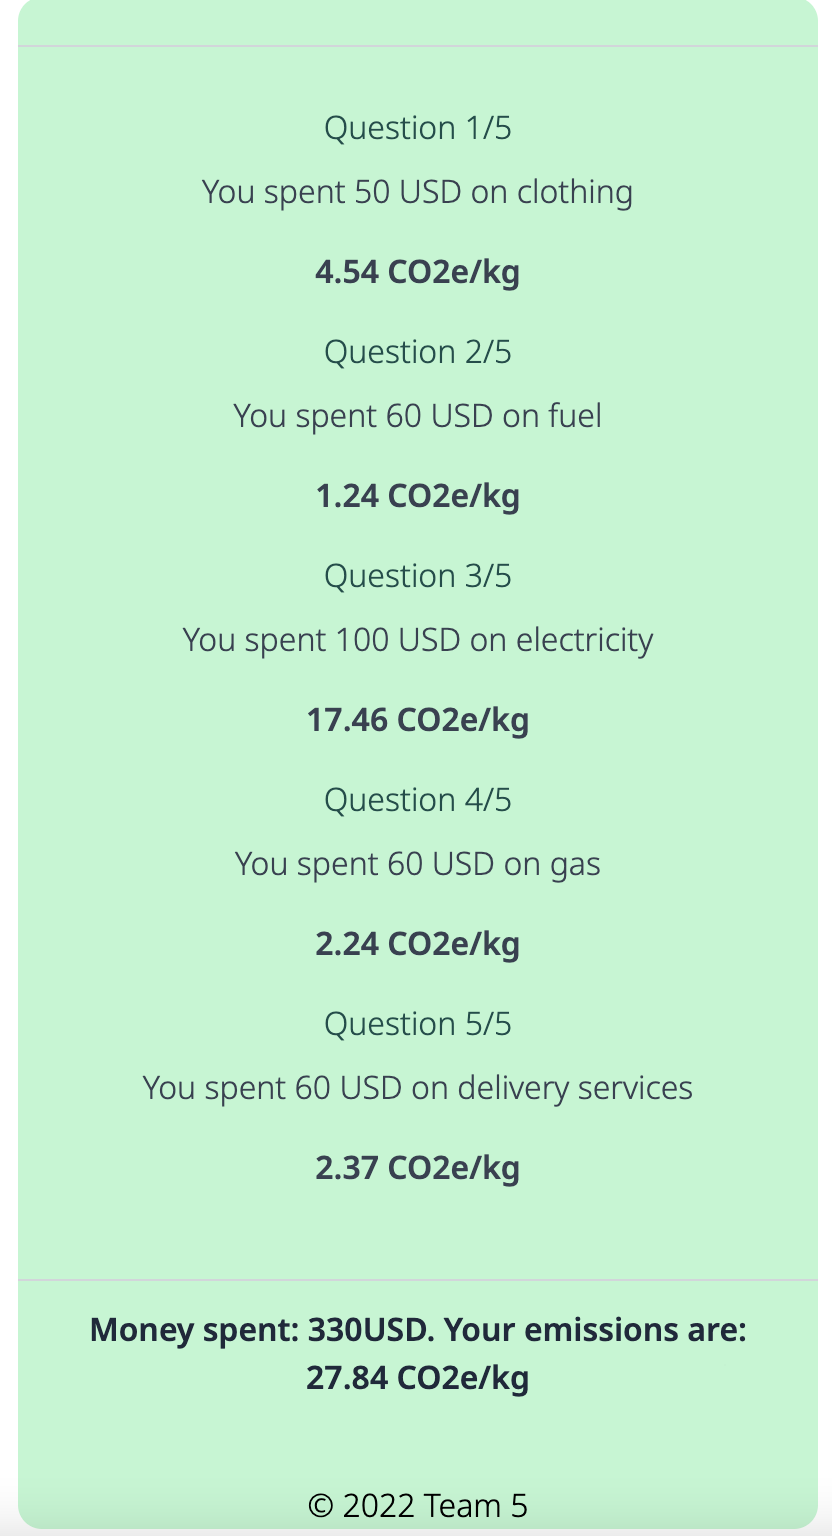 Question 1/5
You spent 50 USD on clothing
4.54 CO2e/kg
Question 2/5
You spent 60 USD on fuel
1.24 CO2e/kg
Question 3/5
You spent 100 USD on electricity
17.46 CO2e/kg
Question 4/5
You spent 60 USD on gas
2.24 CO2e/kg
Question 5/5
You spent 60 USD on delivery services
2.37 CO2e/kg
Money spent: 330USD. Your emissions are:
27.84 CO2e/kg
© 2022 Team 5